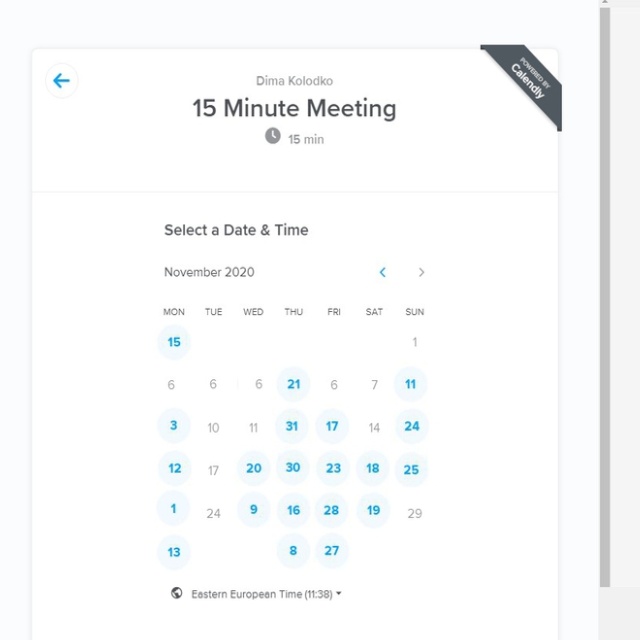 POWERED BY
Calendly
Dima Kolodko
15 Minute Meeting
15 min
Select a Date & Time
November 2020
MON TUE WED THU FRI SAT SUN
15 1
6 6 6 21 6 7 11
3 10 11 31 17 14 24
12 17 20 30 23 18 25
1 24 9 16 28 19 29
13 8 27
Eastern European Time (11:38)